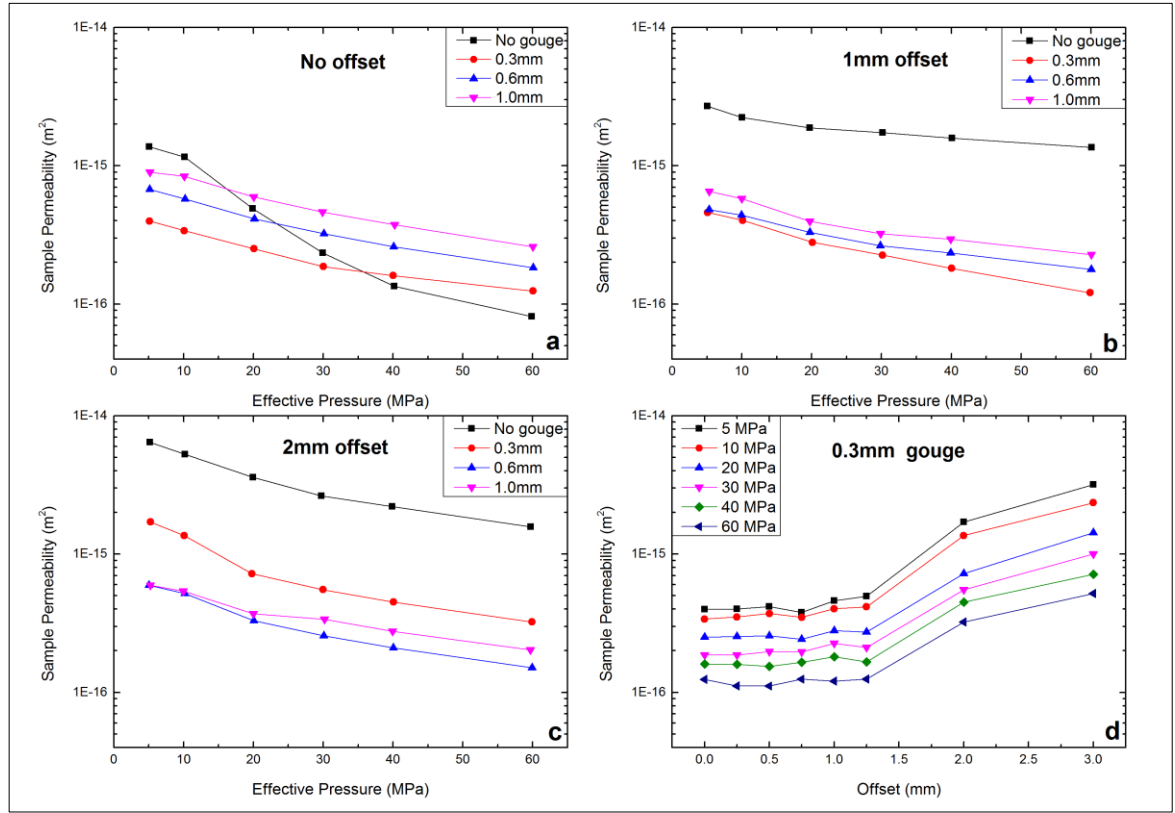 No offset
No gouge
0.3mm
0.6mm
1.0mm
1E-14
1E-15
1E-16
Sample Permeability (m²)
0 10 20 30 40 50 60
Effective Pressure (MPa)
a
1mm offset
No gouge
0.3mm
0.6mm
1.0mm
1E-14
1E-15
1E-16
Sample Permeability (m²)
0 10 20 30 40 50 60
Effective Pressure (MPa)
b
2mm offset
No gouge
0.3mm
0.6mm
1.0mm
1E-14
1E-15
1E-16
Sample Permeability (m²)
0 10 20 30 40 50 60
Effective Pressure (MPa)
c
0.3mm gouge
5 MPa
10 MPa
20 MPa
30 MPa
40 MPa
60 MPa
1E-14
1E-15
1E-16
Sample Permeability (m²)
0.0 0.5 1.0 1.5 2.0 2.5 3.0
Offset (mm)
d